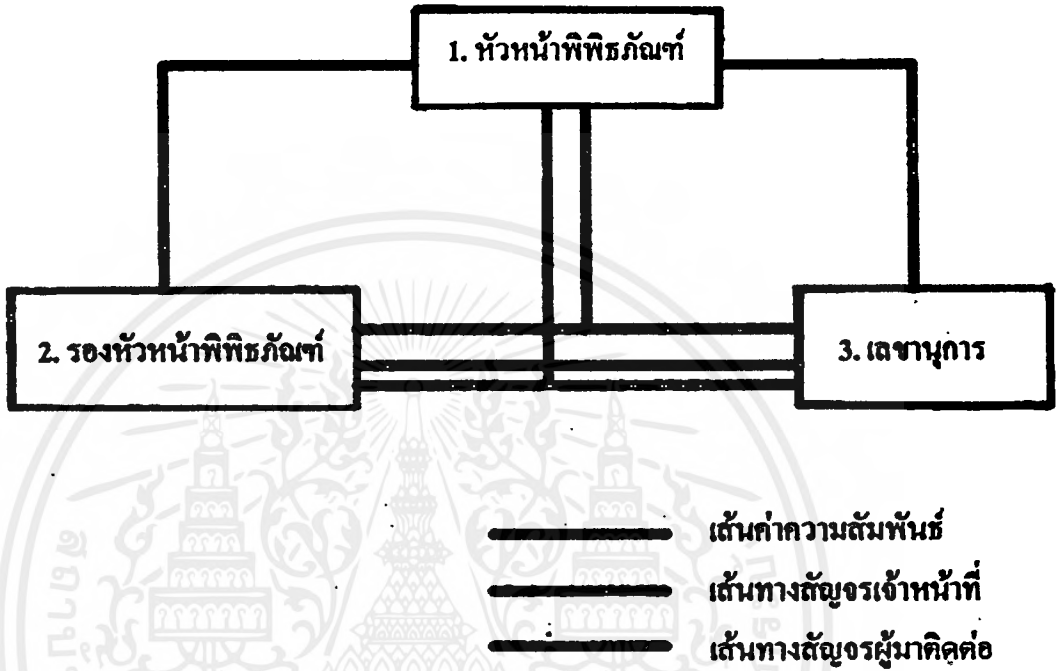 1. หัวหน้าพิพิธภัณฑ์
2. รองหัวหน้าพิพิธภัณฑ์
3. เลขานุการ
เส้นค่าความสัมพันธ์
เส้นทางสัญจรเจ้าหน้าที่
เส้นทางสัญจรผู้มาติดต่อ